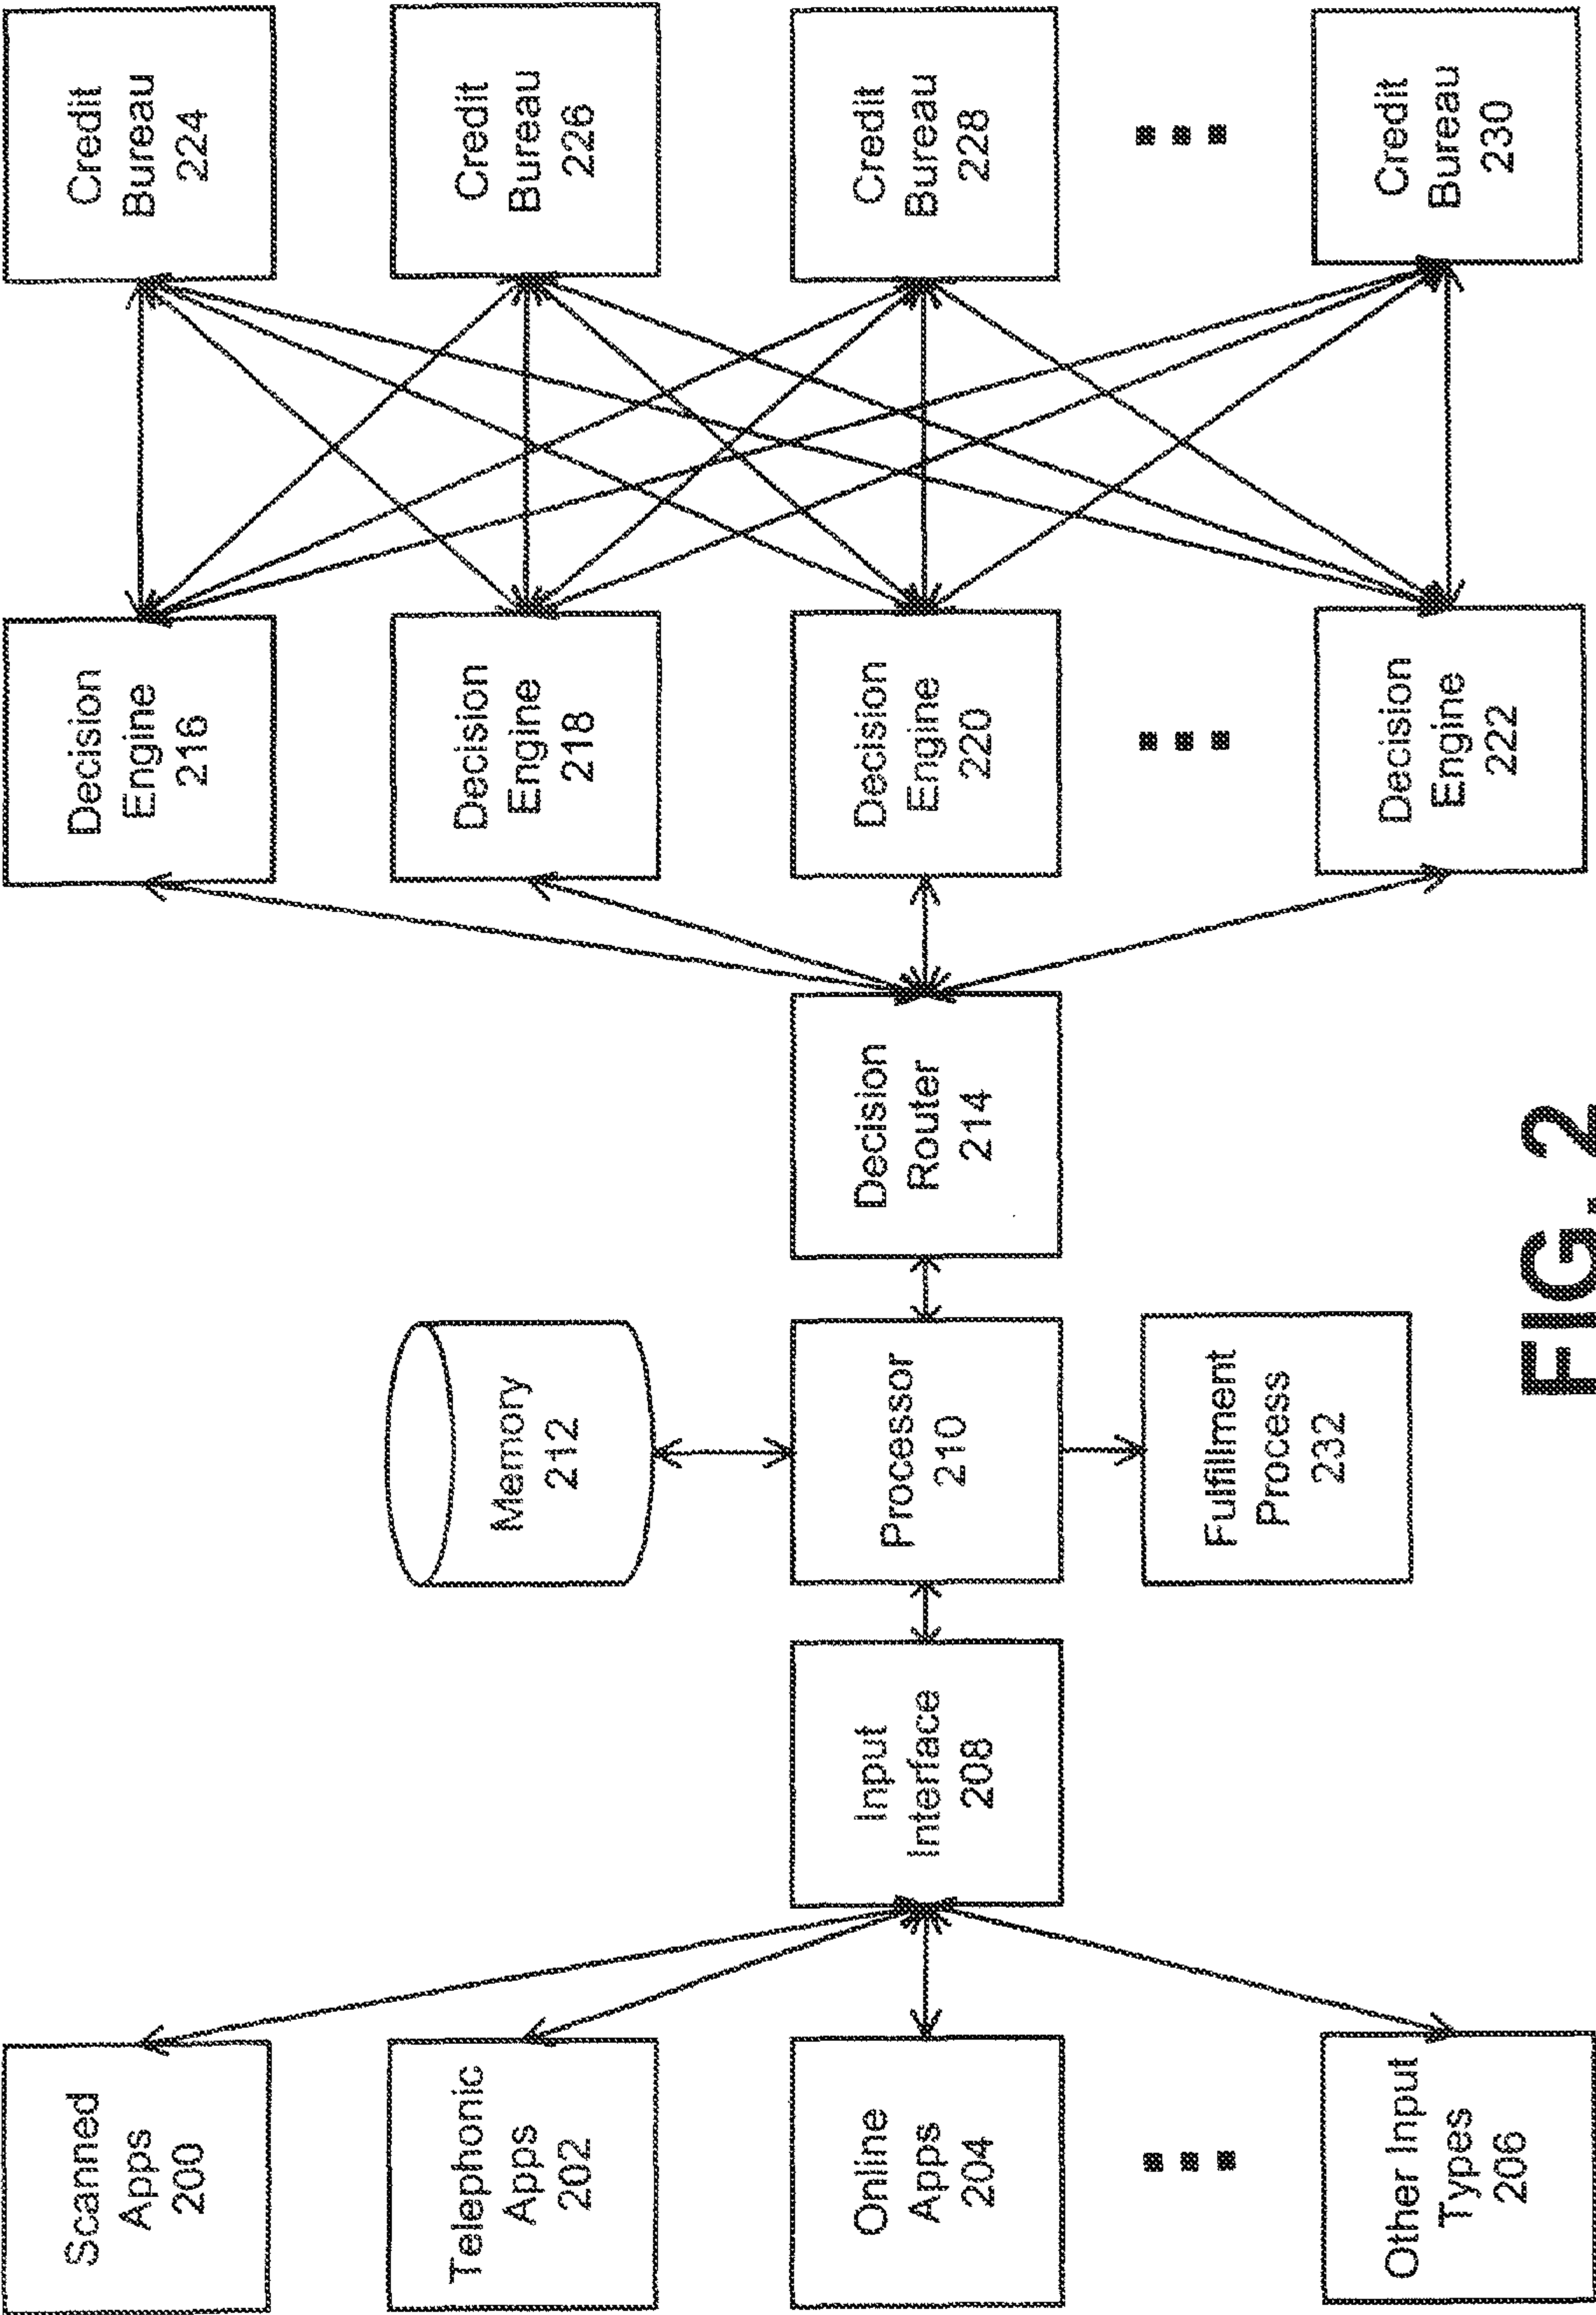 Scanned
Apps
200
Telephonic
Apps
202
Online
Apps
204
Other Input
Types
206
Input
Interface
208
Memory
212
Processor
210
Fulfillment
Process
232
Decision
Router
214
Decision
Engine
216
Decision
Engine
218
Decision
Engine
220
Decision
Engine
222
Credit
Bureau
224
Credit
Bureau
226
Credit
Bureau
228
Credit
Bureau
230
FIG. 2